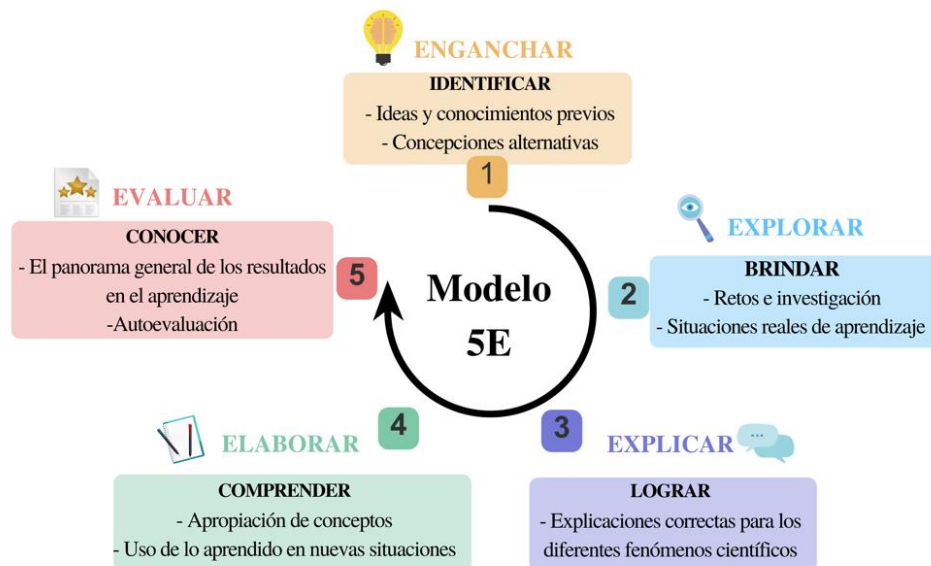 ENGANCHAR
IDENTIFICAR
- Ideas y conocimientos previos
- Concepciones alternativas
1
EXPLORAR
BRINDAR
- Retos e investigación
- Situaciones reales de aprendizaje
2
EXPLICAR
...
LOGRAR
- Explicaciones correctas para los
diferentes fenómenos científicos
3
ELABORAR
COMPRENDER
- Apropiación de conceptos
- Uso de lo aprendido en nuevas situaciones
4
EVALUAR
CONOCER
- El panorama general de los resultados
en el aprendizaje
-Autoevaluación
5
Modelo
5E